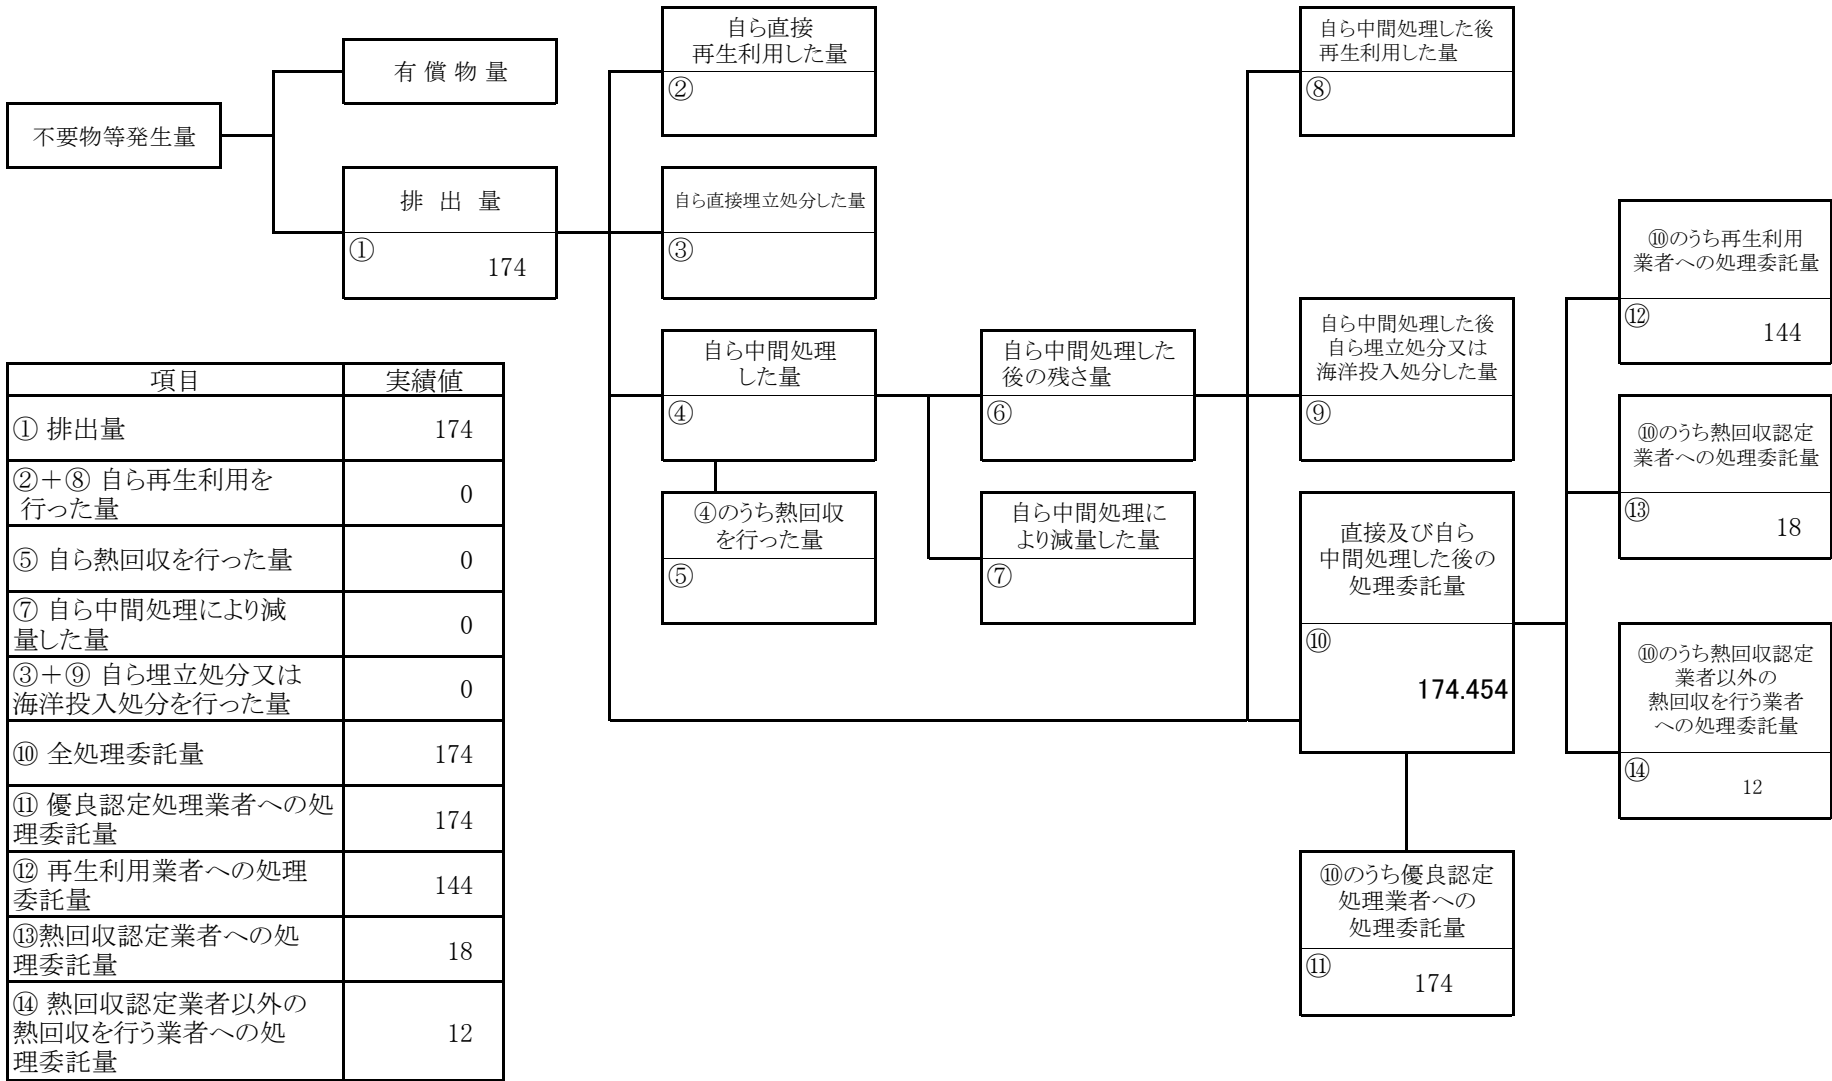 不要物等発生量
有 償 物 量
排 出 量
①
174
自ら直接
再生利用した量
②
自ら直接埋立処分した量
③
自ら中間処理
した量
④
④のうち熱回収
を行った量
⑤
自ら中間処理した
後の残さ量
⑥
自ら中間処理に
より減量した量
⑦
自ら中間処理した後
再生利用した量
⑧
自ら中間処理した後
自ら埋立処分又は
海洋投入処分した量
⑨
直接及び自ら
中間処理した後の
処理委託量
⑩
174.454
⑩のうち優良認定
処理業者への
処理委託量
⑪
174
⑩のうち再生利用
業者への処理委託量
⑫
144
⑩のうち熱回収認定
業者への処理委託量
⑬
18
⑩のうち熱回収認定
業者以外の
熱回収を行う業者
への処理委託量
⑭
12
項目 実績値
① 排出量 174
②+⑧ 自ら再生利用を
行った量 0
⑤ 自ら熱回収を行った量 0
⑦ 自ら中間処理により減
量した量 0
③+⑨ 自ら埋立処分又は
海洋投入処分を行った量 0
⑩ 全処理委託量 174
⑪ 優良認定処理業者への処
理委託量 174
⑫ 再生利用業者への処理
委託量 144
⑬熱回収認定業者への処
理委託量 18
⑭ 熱回収認定業者以外の
熱回収を行う業者への処
理委託量 12